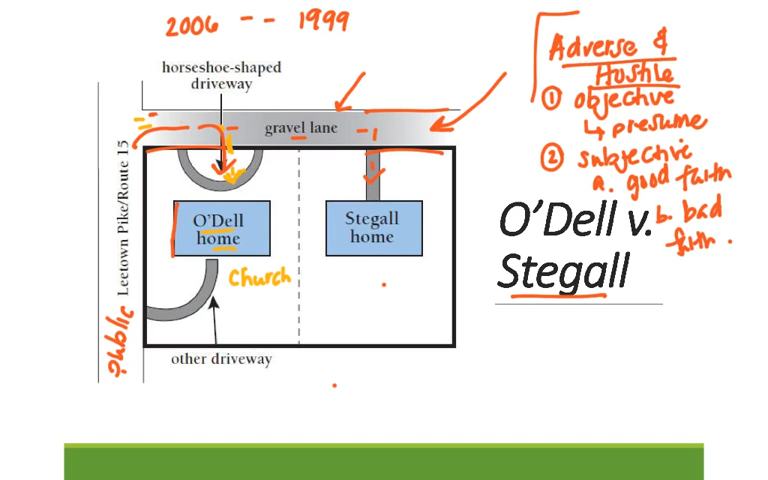 2006 -- 1999
horseshoe-shaped
driveway
gravel lane
Leetown Pike/Route 15
public
O'Dell
home
Church
Stegall
home
other driveway
Adverse &
Hostile
① objective
↳ presume
② subjective
a. good faith
b. bad
faith.
O'Dell v.
Stegall